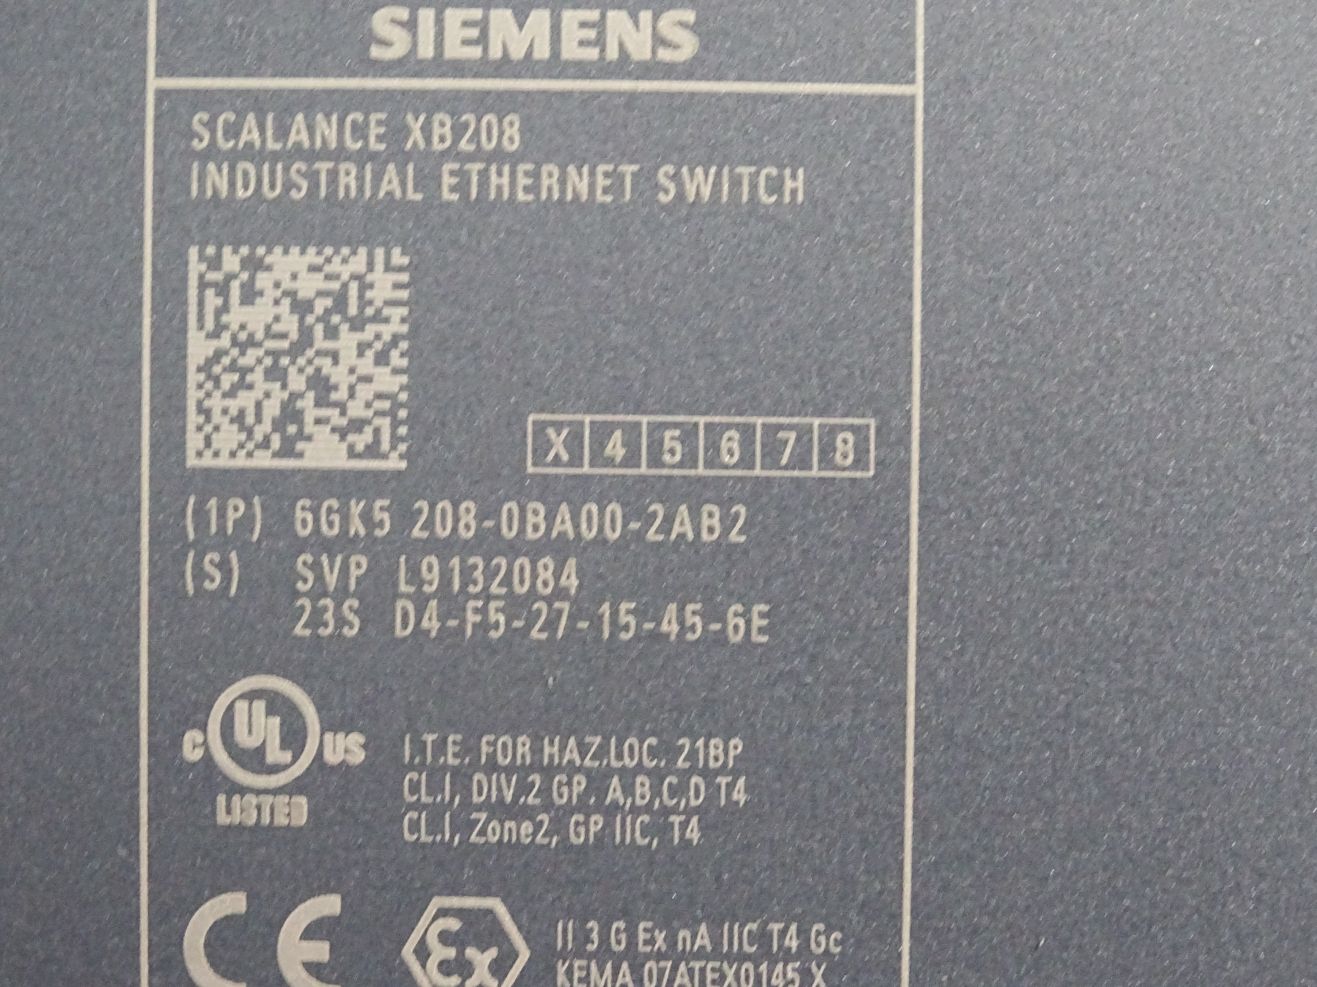 SIEMENS
SCALANCE XB208
INDUSTRIAL ETHERNET SWITCH
X 4 5 6 7 8
(1P) 6GK5 208-0BA00-2AB2
(S) SVP L9132084
23S D4-F5-27-15-45-6E
C UL US
LISTED
I.T.E. FOR HAZ.LOC. 21BP
CL.I, DIV.2 GP. A,B,C,D T4
CL.I, Zone2, GP IIC, T4
CE Ex
II 3 G Ex nA IIC T4 Gc
KEMA 07ATEX0145 X